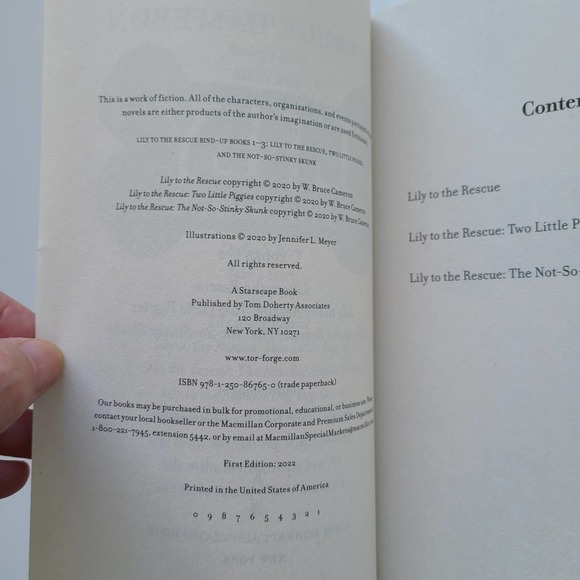 This is a work of fiction. All of the characters, organizations, and events portrayed in
novels are either products of the author's imagination or are used fictitiously.
LILY TO THE RESCUE BIND-UP BOOKS 1–3: LILY TO THE RESCUE, TWO LITTLE PIGGIES,
AND THE NOT-SO-STINKY SKUNK
Lily to the Rescue copyright © 2020 by W. Bruce Cameron
Lily to the Rescue: Two Little Piggies copyright © 2020 by W. Bruce Cameron
Lily to the Rescue: The Not-So-Stinky Skunk copyright © 2020 by W. Bruce Cameron
Illustrations © 2020 by Jennifer L. Meyer
All rights reserved.
A Starscape Book
Published by Tom Doherty Associates
120 Broadway
New York, NY 10271
www.tor-forge.com
ISBN 978-1-250-86765-0 (trade paperback)
Our books may be purchased in bulk for promotional, educational, or business use. Please
contact your local bookseller or the Macmillan Corporate and Premium Sales Department
1-800-221-7945, extension 5442, or by email at MacmillanSpecialMarkets@macmillan.com.
First Edition: 2022
Printed in the United States of America
0 9 8 7 6 5 4 3 2 1
Conten
Lily to the Rescue
Lily to the Rescue: Two Little P
Lily to the Rescue: The Not-So-